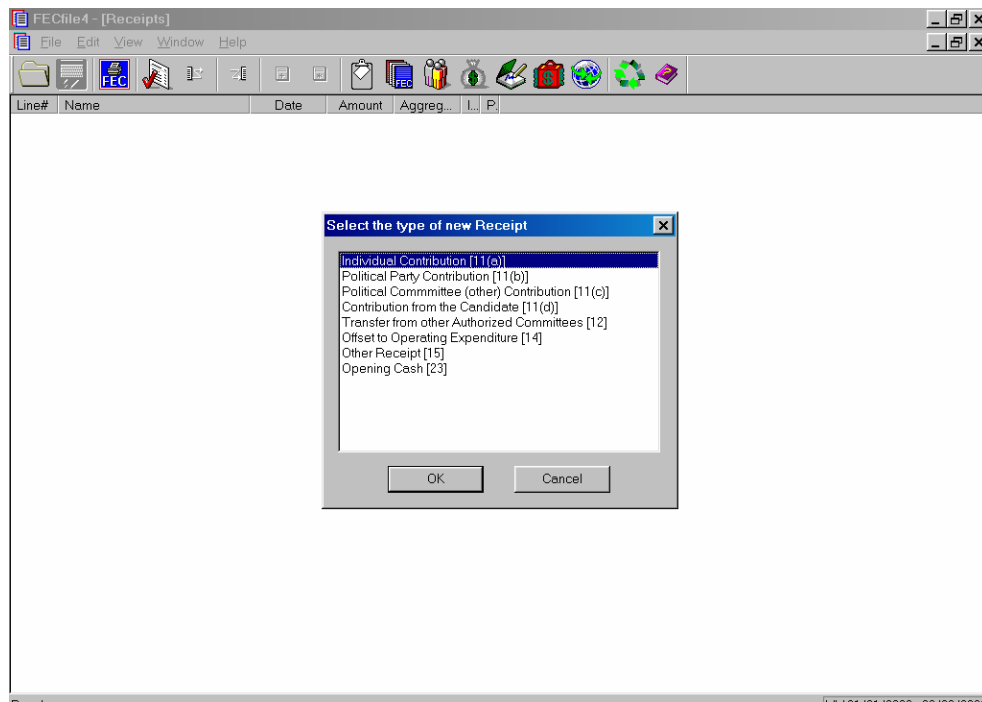 FECfile4 - [Receipts]
File Edit View Window Help
FEC FEC
Line# Name Date Amount Aggreg... I... P.
Select the type of new Receipt
Individual Contribution [11(a)]
Political Party Contribution [11(b)]
Political Commmittee (other) Contribution [11(c)]
Contribution from the Candidate [11(d)]
Transfer from other Authorized Committees [12]
Offset to Operating Expenditure [14]
Other Receipt [15]
Opening Cash [23]
OK Cancel